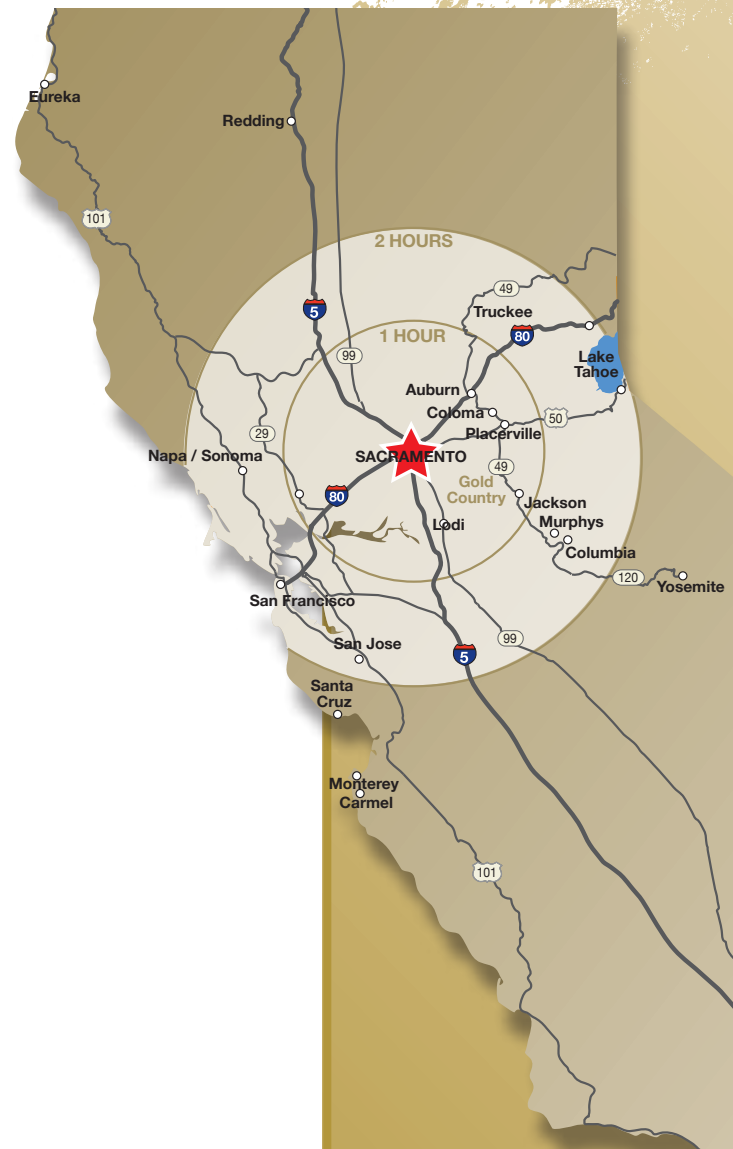 Eureka
Redding
101
2 HOURS
49
5
Truckee
1 HOUR
80
99
Lake
Tahoe
Auburn
Coloma
50
29
Placerville
Napa / Sonoma
SACRAMENTO
49
Gold
Country
80
Jackson
Lodi
Murphys
Columbia
120
Yosemite
San Francisco
99
San Jose
5
Santa
Cruz
Monterey
Carmel
101